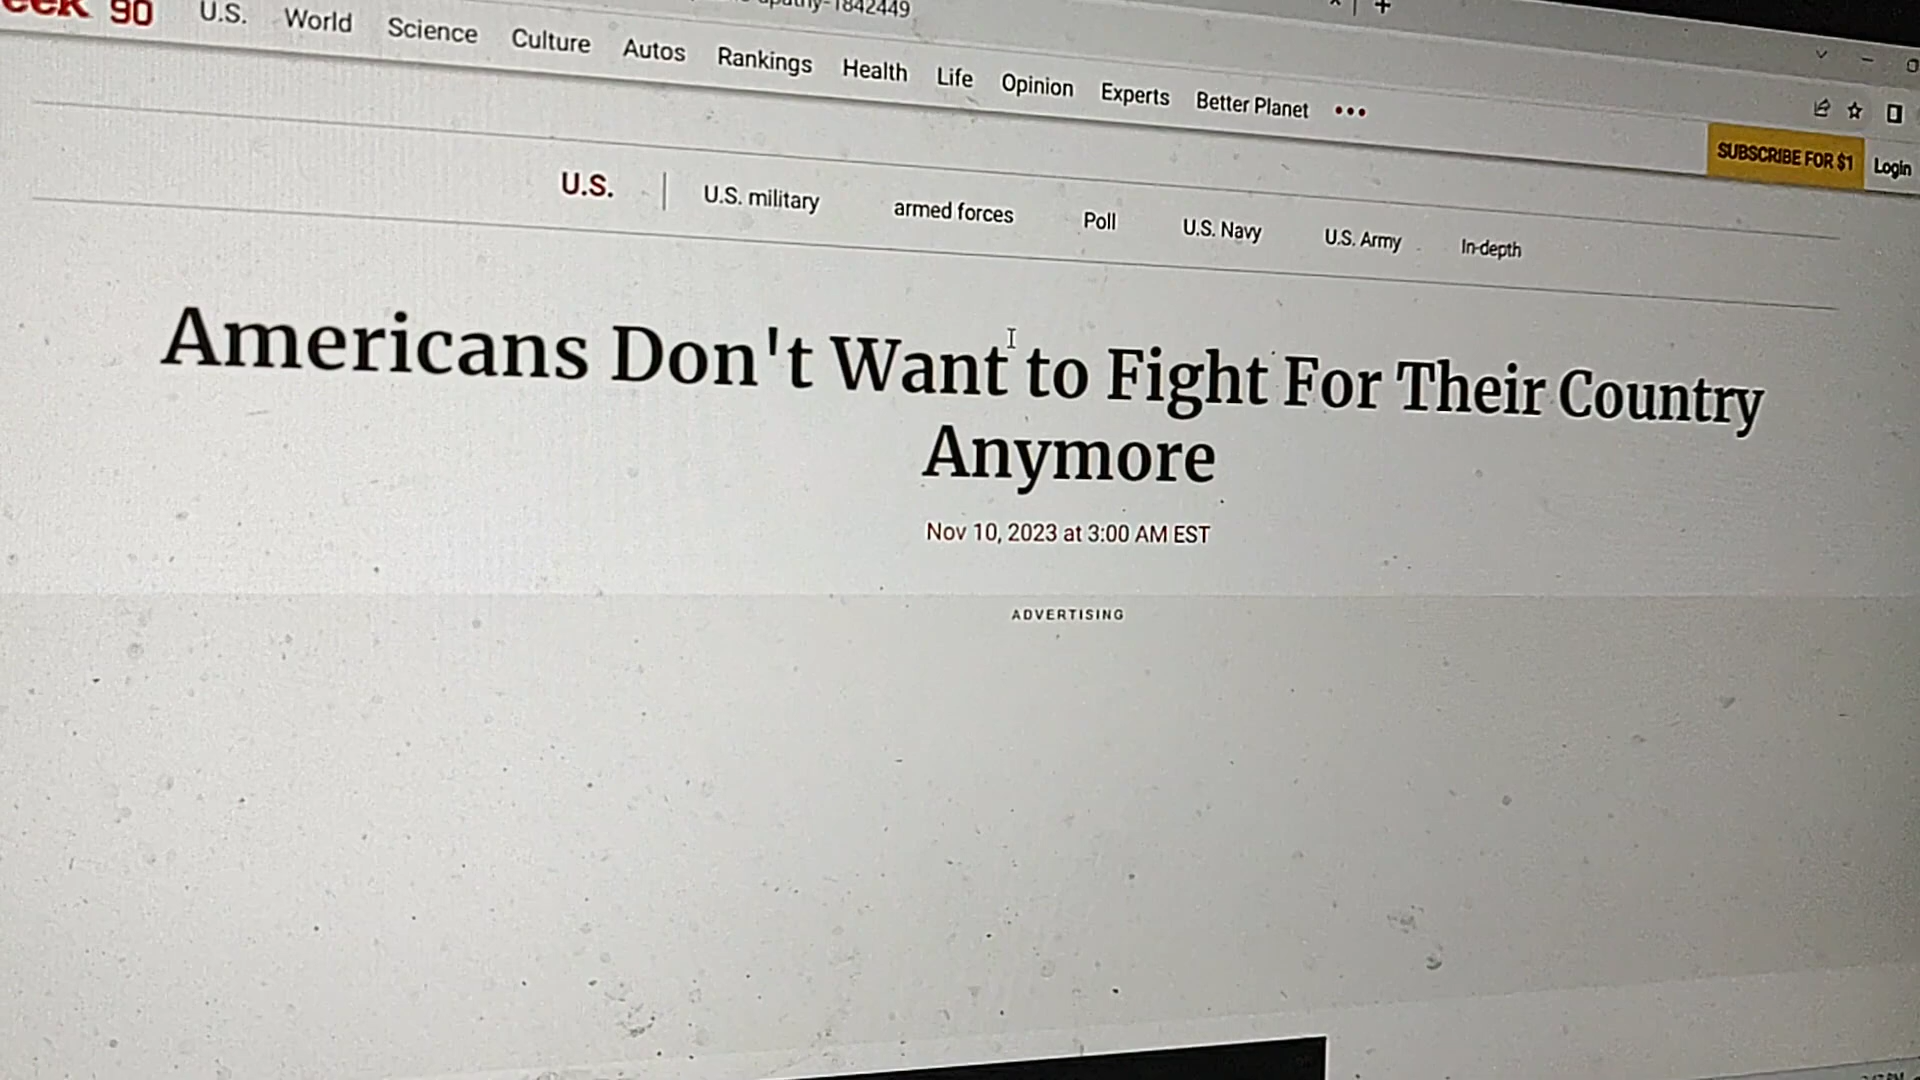 90 U.S. World Science Culture Autos Rankings Health Life Opinion Experts Better Planet •••
SUBSCRIBE FOR $1 Login
U.S. | U.S. military armed forces Poll U.S. Navy U.S. Army In-depth
Americans Don't Want to Fight For Their Country
Anymore
Nov 10, 2023 at 3:00 AM EST
ADVERTISING